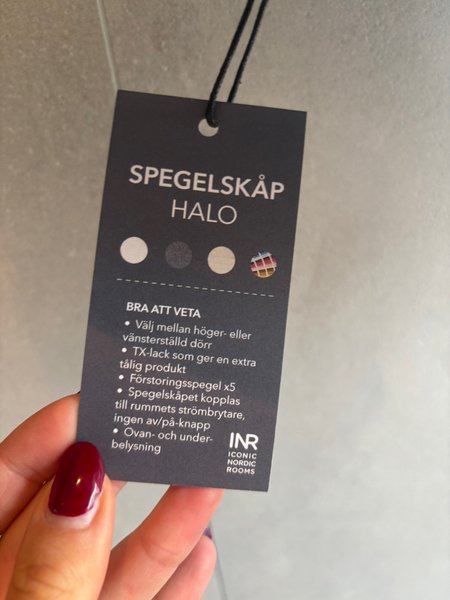 SPEGELSKÅP
HALO
BRA ATT VETA
• Välj mellan höger- eller
vänsterställd dörr
• TX-lack som ger en extra
tålig produkt
• Förstoringsspegel x5
• Spegelskåpet kopplas
till rummets strömbrytare,
ingen av/på-knapp
• Ovan- och under-
belysning
INR
ICONIC
NORDIC
ROOMS